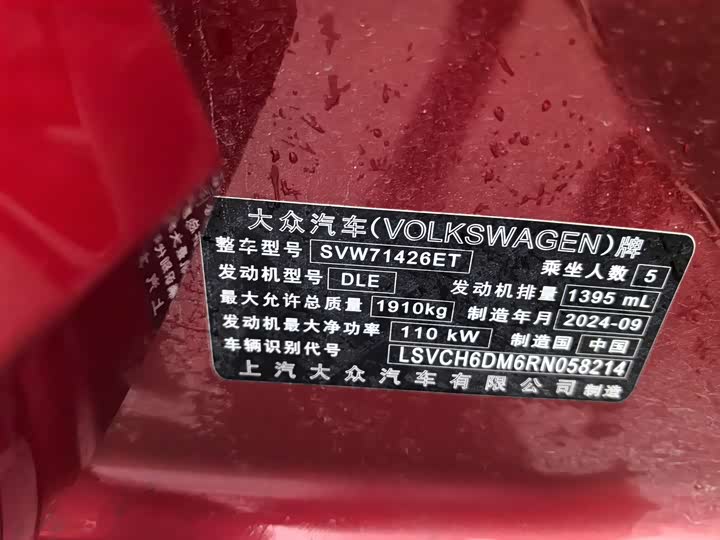 大众汽车(VOLKSWAGEN)牌
整车型号 SVW71426ET 乘坐人数 5
发动机型号 DLE 发动机排量 1395 mL
最大允许总质量 1910kg 制造年月 2024-09
发动机最大净功率 110 kW 制造国 中国
车辆识别代号 LSVCH6DM6RN058214
上汽大众汽车有限公司 制造